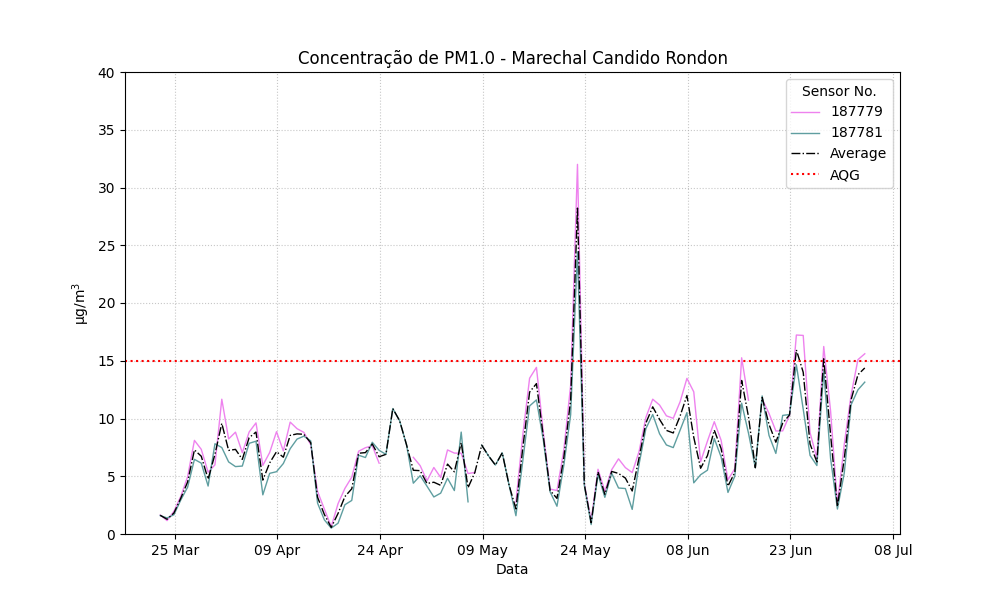 Concentração de PM1.0 - Marechal Candido Rondon
40
35
30
25
20
15
10
5
0
µg/m³
Sensor No.
187779
187781
Average
AQG
25 Mar
09 Apr
24 Apr
09 May
24 May
08 Jun
23 Jun
08 Jul
Data